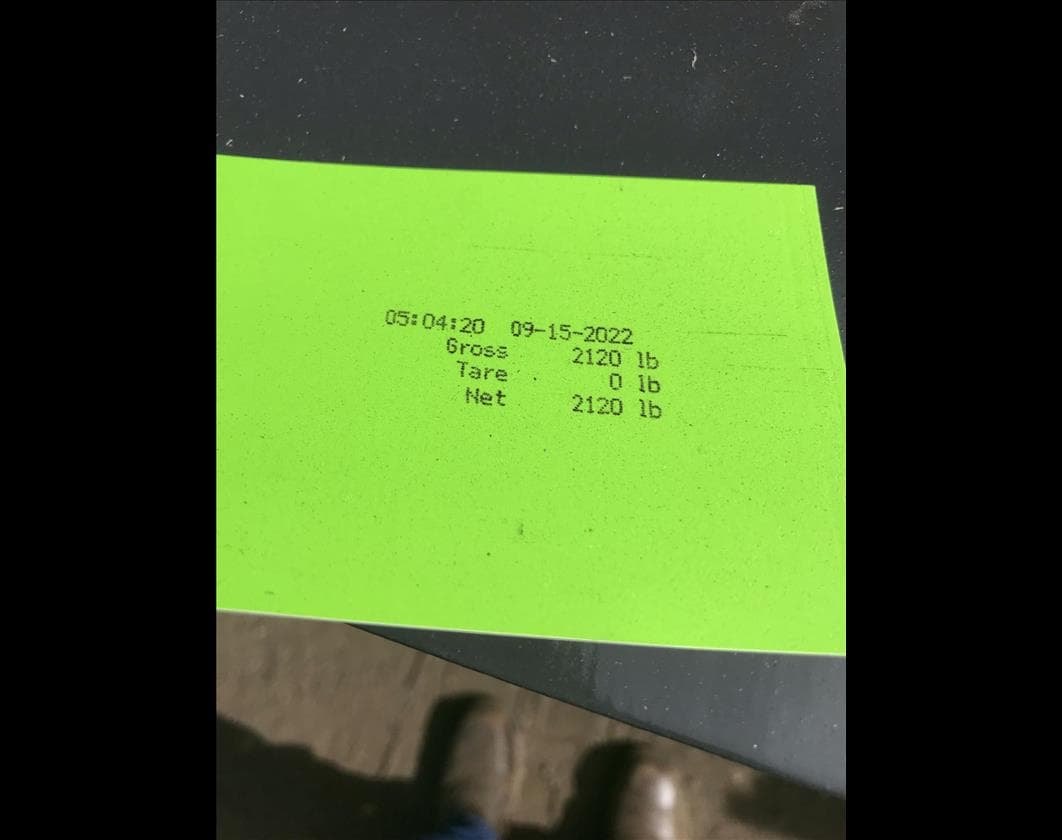 05:04:20 09-15-2022
Gross 2120 lb
Tare 0 lb
Net 2120 lb